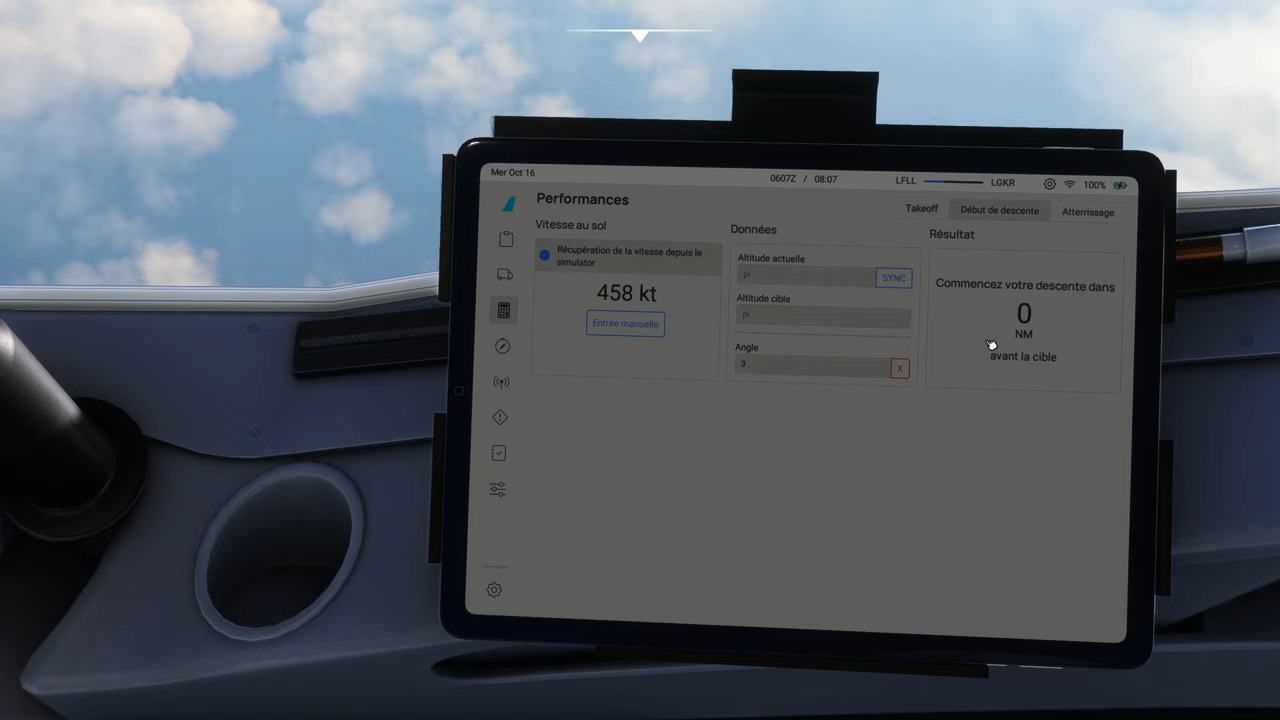 Mer Oct 16
0607Z / 08:07
LFLL
LGKR
100%
Performances
Takeoff
Début de descente
Atterrissage
Vitesse au sol
Récupération de la vitesse depuis le
simulator
458 kt
Entrée manuelle
Données
Altitude actuelle
pi
SYNC
Altitude cible
pi
Angle
3
X
Résultat
Commencez votre descente dans
0
NM
avant la cible